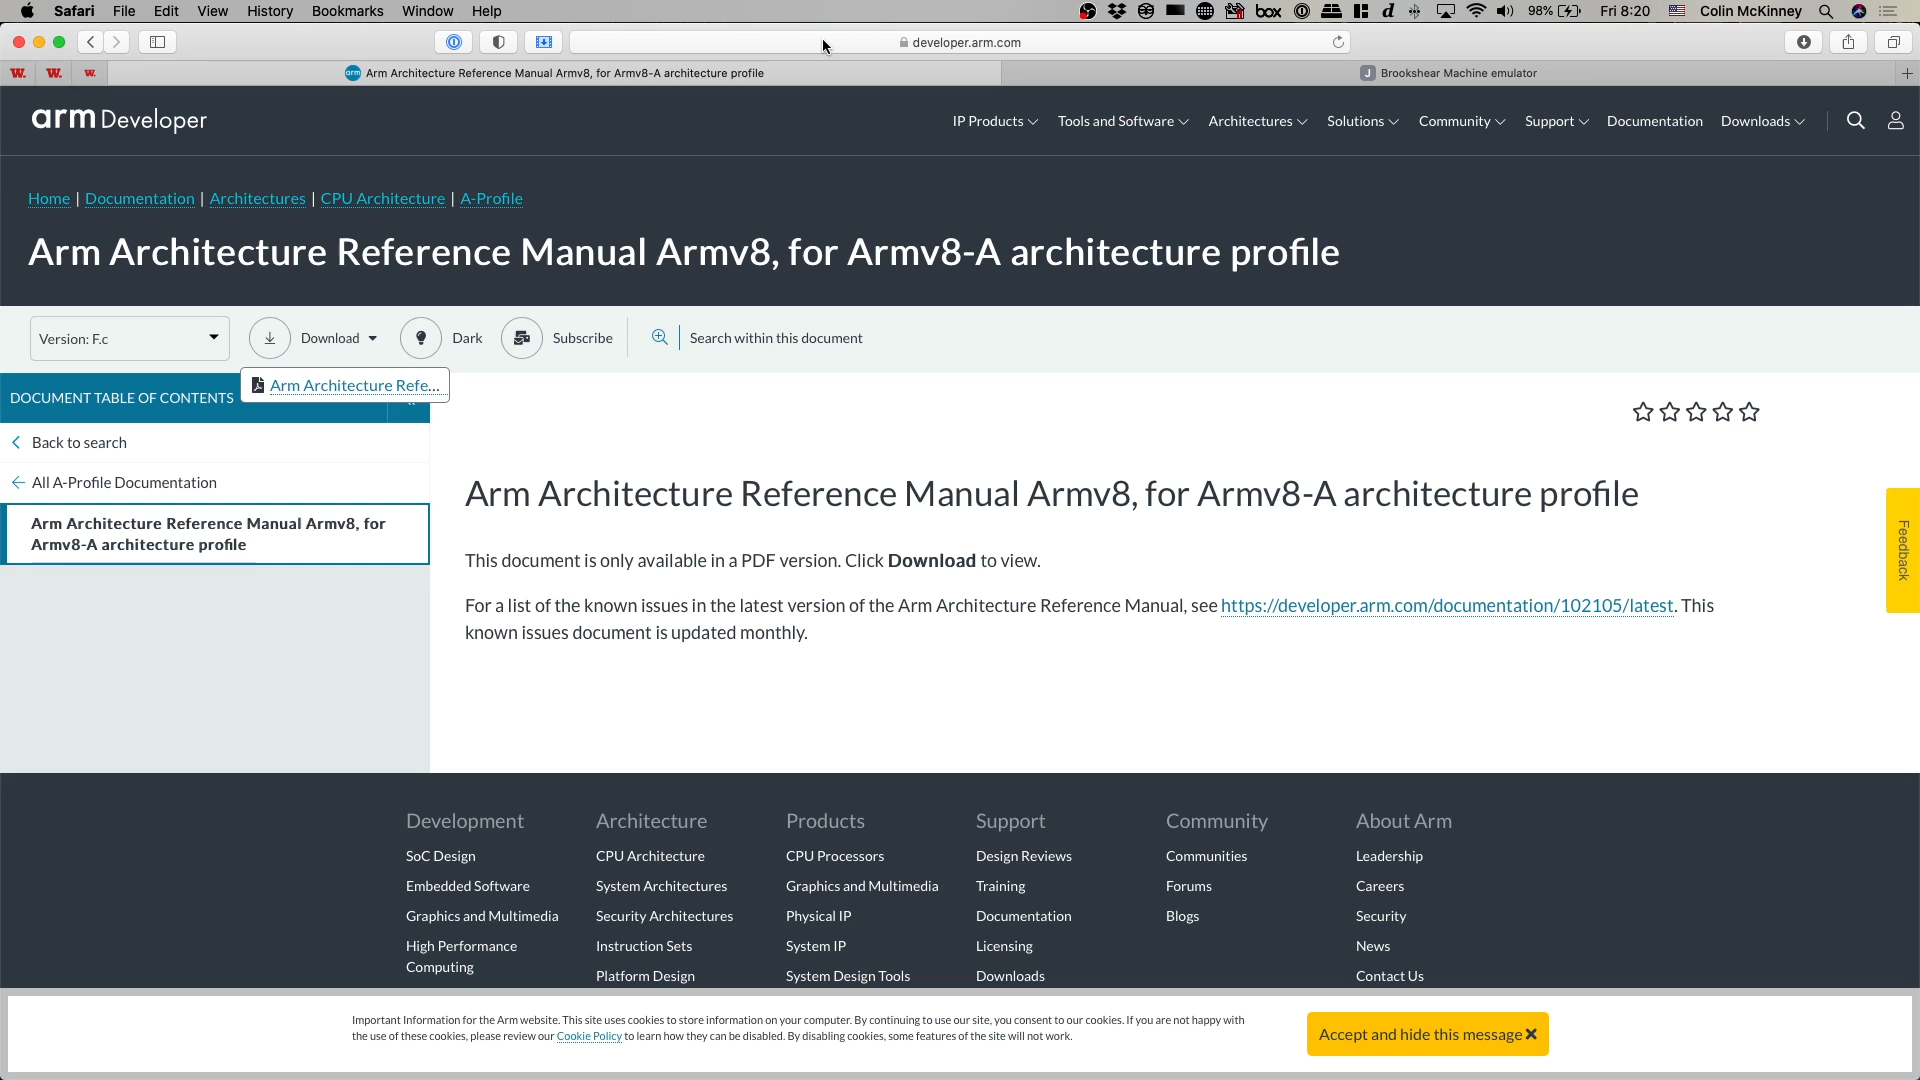 Safari File Edit View History Bookmarks Window Help box d 98% Fri 8:20 Colin McKinney
developer.arm.com
W. W. W. arm Arm Architecture Reference Manual Armv8, for Armv8-A architecture profile J Brookshear Machine emulator
arm Developer IP Products Tools and Software Architectures Solutions Community Support Documentation Downloads
Home | Documentation | Architectures | CPU Architecture | A-Profile
Arm Architecture Reference Manual Armv8, for Armv8-A architecture profile
Version: F.c Download Dark Subscribe Search within this document
Arm Architecture Refe...
DOCUMENT TABLE OF CONTENTS
Back to search
All A-Profile Documentation
Arm Architecture Reference Manual Armv8, for
Armv8-A architecture profile
Arm Architecture Reference Manual Armv8, for Armv8-A architecture profile
This document is only available in a PDF version. Click Download to view.
For a list of the known issues in the latest version of the Arm Architecture Reference Manual, see https://developer.arm.com/documentation/102105/latest. This
known issues document is updated monthly.
Feedback
Development Architecture Products Support Community About Arm
SoC Design CPU Architecture CPU Processors Design Reviews Communities Leadership
Embedded Software System Architectures Graphics and Multimedia Training Forums Careers
Graphics and Multimedia Security Architectures Physical IP Documentation Blogs Security
High Performance Instruction Sets System IP Licensing News
Computing
Platform Design System Design Tools Downloads Contact Us
Important Information for the Arm website. This site uses cookies to store information on your computer. By continuing to use our site, you consent to our cookies. If you are not happy with
the use of these cookies, please review our Cookie Policy to learn how they can be disabled. By disabling cookies, some features of the site will not work.
Accept and hide this message